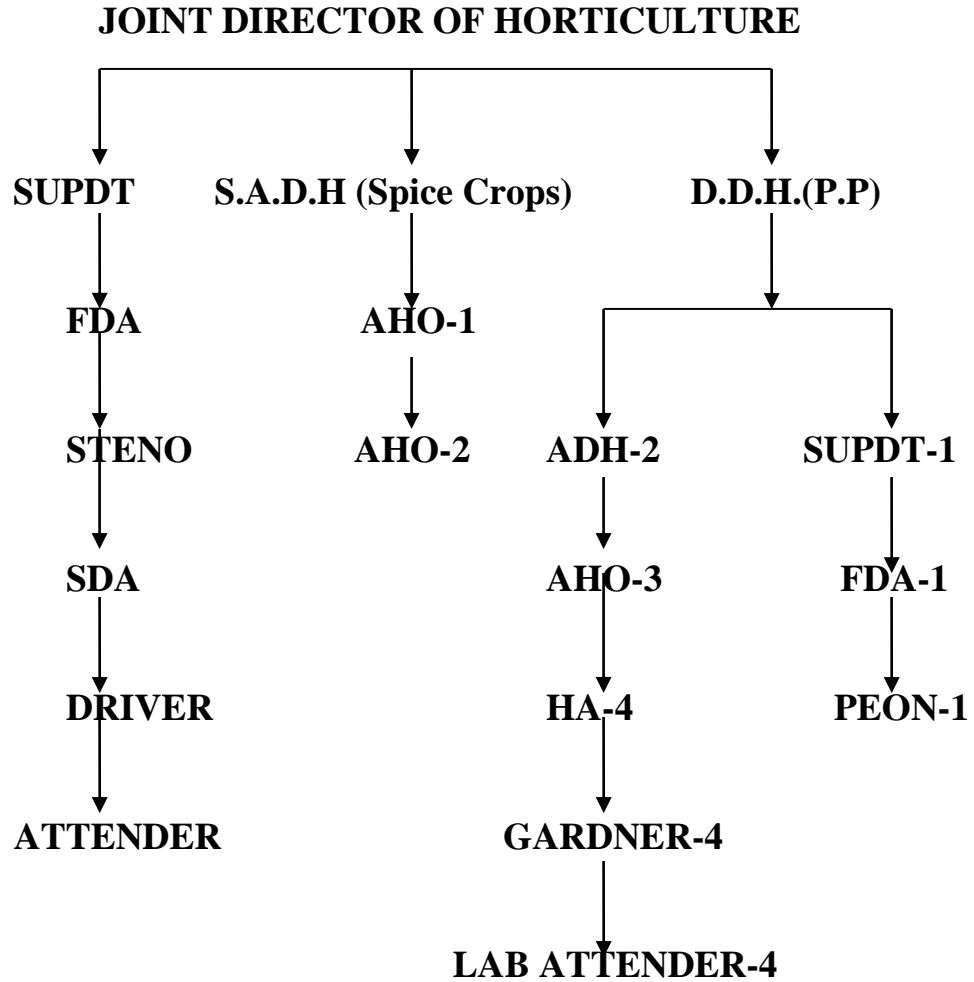 JOINT DIRECTOR OF HORTICULTURE
SUPDT
S.A.D.H (Spice Crops)
D.D.H.(P.P)
FDA
AHO-1
STENO
AHO-2
ADH-2
SUPDT-1
SDA
AHO-3
FDA-1
DRIVER
HA-4
PEON-1
ATTENDER
GARDNER-4
LAB ATTENDER-4